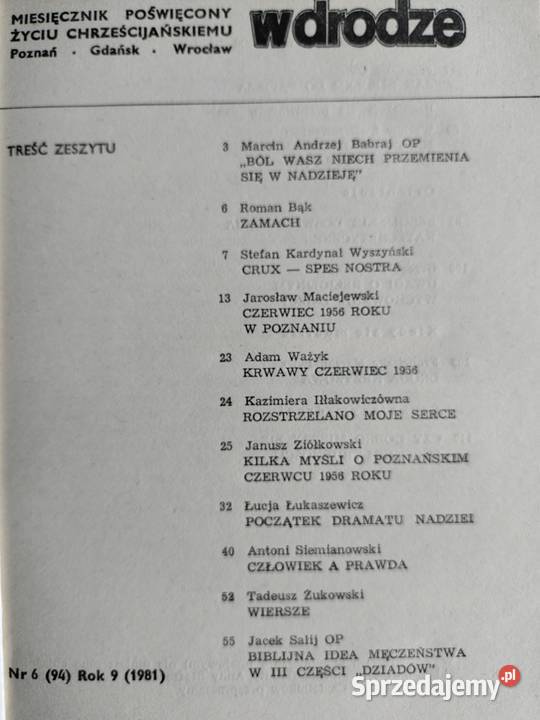 MIESIĘCZNIK POŚWIĘCONY
ŻYCIU CHRZEŚCIJAŃSKIEMU
Poznań · Gdańsk · Wrocław
w drodze
TREŚĆ ZESZYTU
3 Marcin Andrzej Babraj OP
„BÓL WASZ NIECH PRZEMIENIA
SIĘ W NADZIEJĘ"
6 Roman Bąk
ZAMACH
7 Stefan Kardynał Wyszyński
CRUX — SPES NOSTRA
13 Jarosław Maciejewski
CZERWIEC 1956 ROKU
W POZNANIU
23 Adam Ważyk
KRWAWY CZERWIEC 1956
24 Kazimiera Iłłakowiczówna
ROZSTRZELANO MOJE SERCE
25 Janusz Ziółkowski
KILKA MYŚLI O POZNAŃSKIM
CZERWCU 1956 ROKU
32 Łucja Łukaszewicz
POCZĄTEK DRAMATU NADZIEI
40 Antoni Siemianowski
CZŁOWIEK A PRAWDA
52 Tadeusz Żukowski
WIERSZE
55 Jacek Salij OP
BIBLIJNA IDEA MĘCZEŃSTWA
W III CZĘŚCI „DZIADÓW"
Nr 6 (94) Rok 9 (1981)
Sprzedajemy.pl